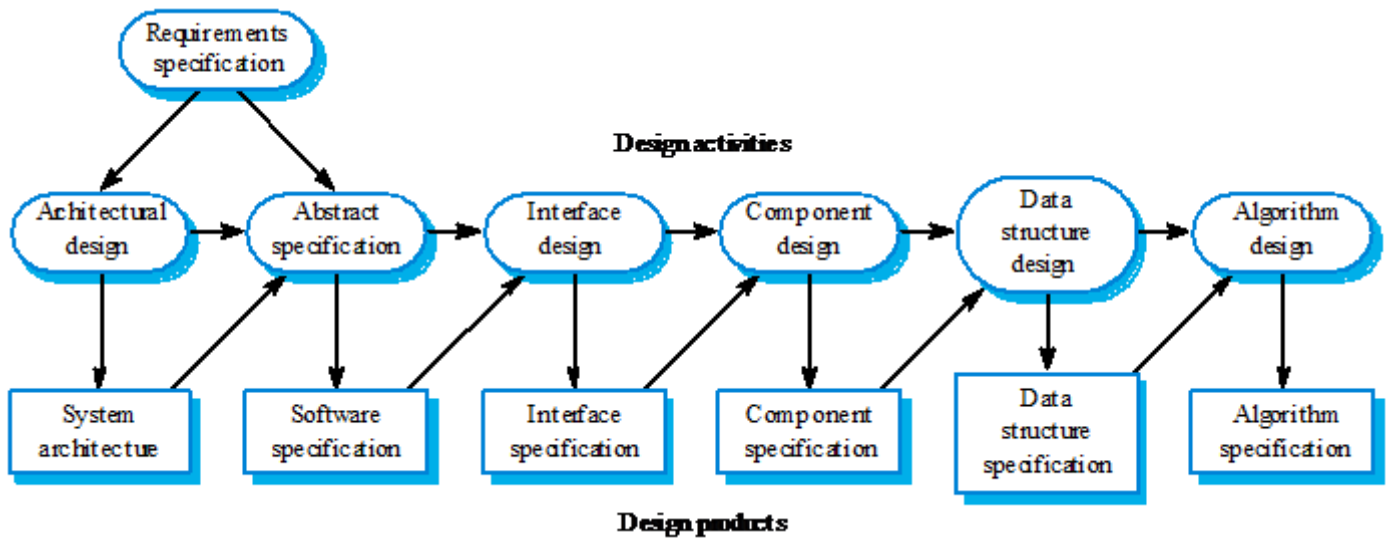 Requirements
specification
Design activities
Architectural
design
Abstract
specification
Interface
design
Component
design
Data
structure
design
Algorithm
design
System
architecture
Software
specification
Interface
specification
Component
specification
Data
structure
specification
Algorithm
specification
Design products